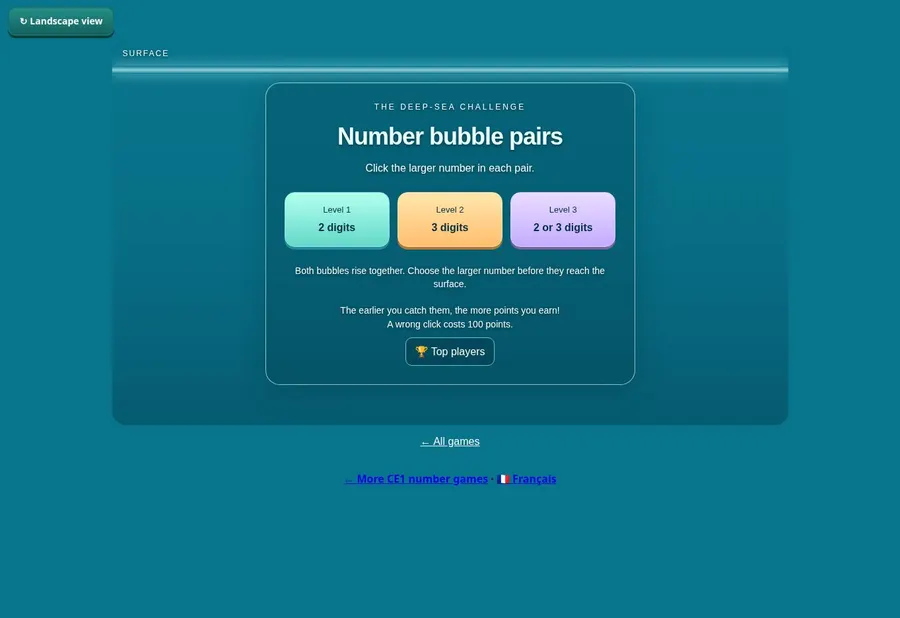 ↻ Landscape view
SURFACE
THE DEEP-SEA CHALLENGE
Number bubble pairs
Click the larger number in each pair.
Level 1
2 digits
Level 2
3 digits
Level 3
2 or 3 digits
Both bubbles rise together. Choose the larger number before they reach the
surface.
The earlier you catch them, the more points you earn!
A wrong click costs 100 points.
🏆 Top players
← All games
← More CE1 number games · 🇫🇷 Français